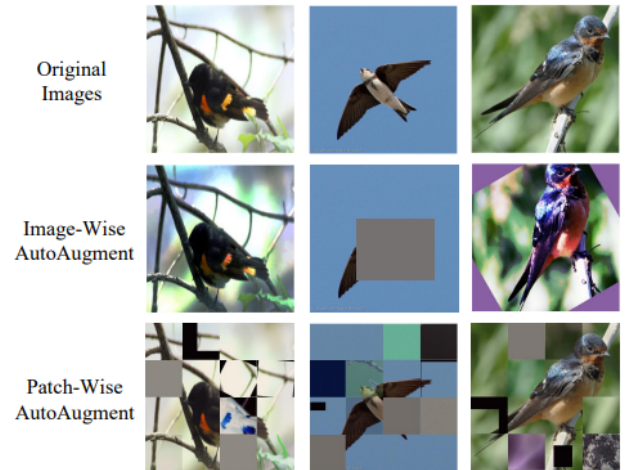 Original
Images
Image-Wise
AutoAugment
Patch-Wise
AutoAugment